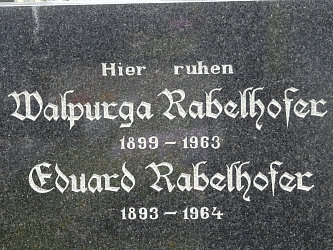 Hier ruhen
Walpurga Rabelhofer
1899 – 1963
Eduard Rabelhofer
1893 – 1964